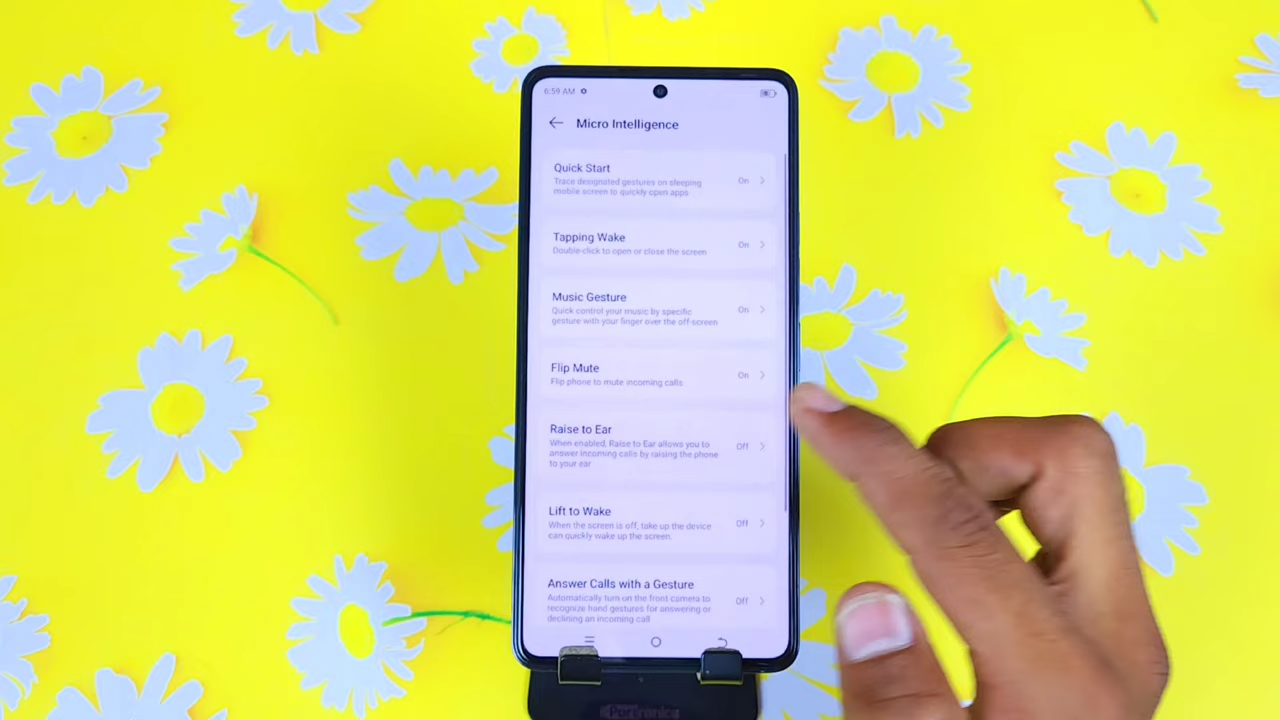 6:59 AM
Micro Intelligence
Quick Start
Trace designated gestures on sleeping
mobile screen to quickly open apps
On
Tapping Wake
Double-click to open or close the screen
On
Music Gesture
Quick control your music by specific
gesture with your finger over the off-screen
On
Flip Mute
Flip phone to mute incoming calls
On
Raise to Ear
When enabled, Raise to Ear allows you to
answer incoming calls by raising the phone
to your ear
Off
Lift to Wake
When the screen is off, take up the device
can quickly wake up the screen.
Off
Answer Calls with a Gesture
Automatically turn on the front camera to
recognize hand gestures for answering or
declining an incoming call
Off
Portronics